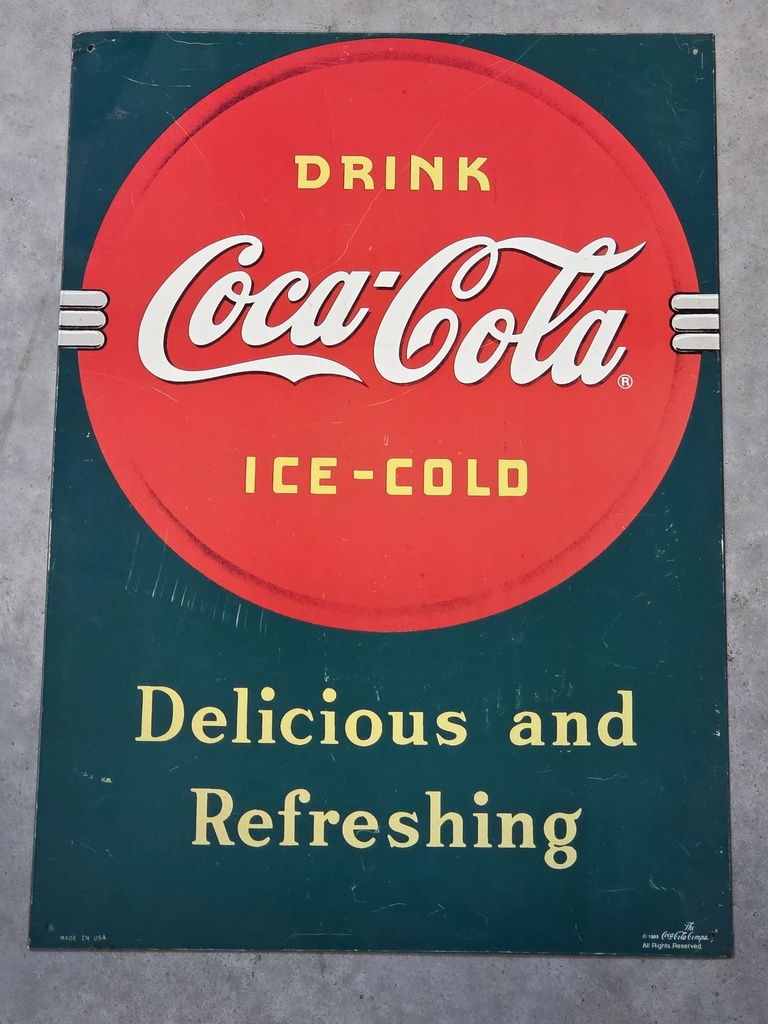 DRINK
Coca-Cola
®
ICE-COLD
Delicious and
Refreshing
MADE IN USA
The
© 1985 Coca-Cola Company
All Rights Reserved